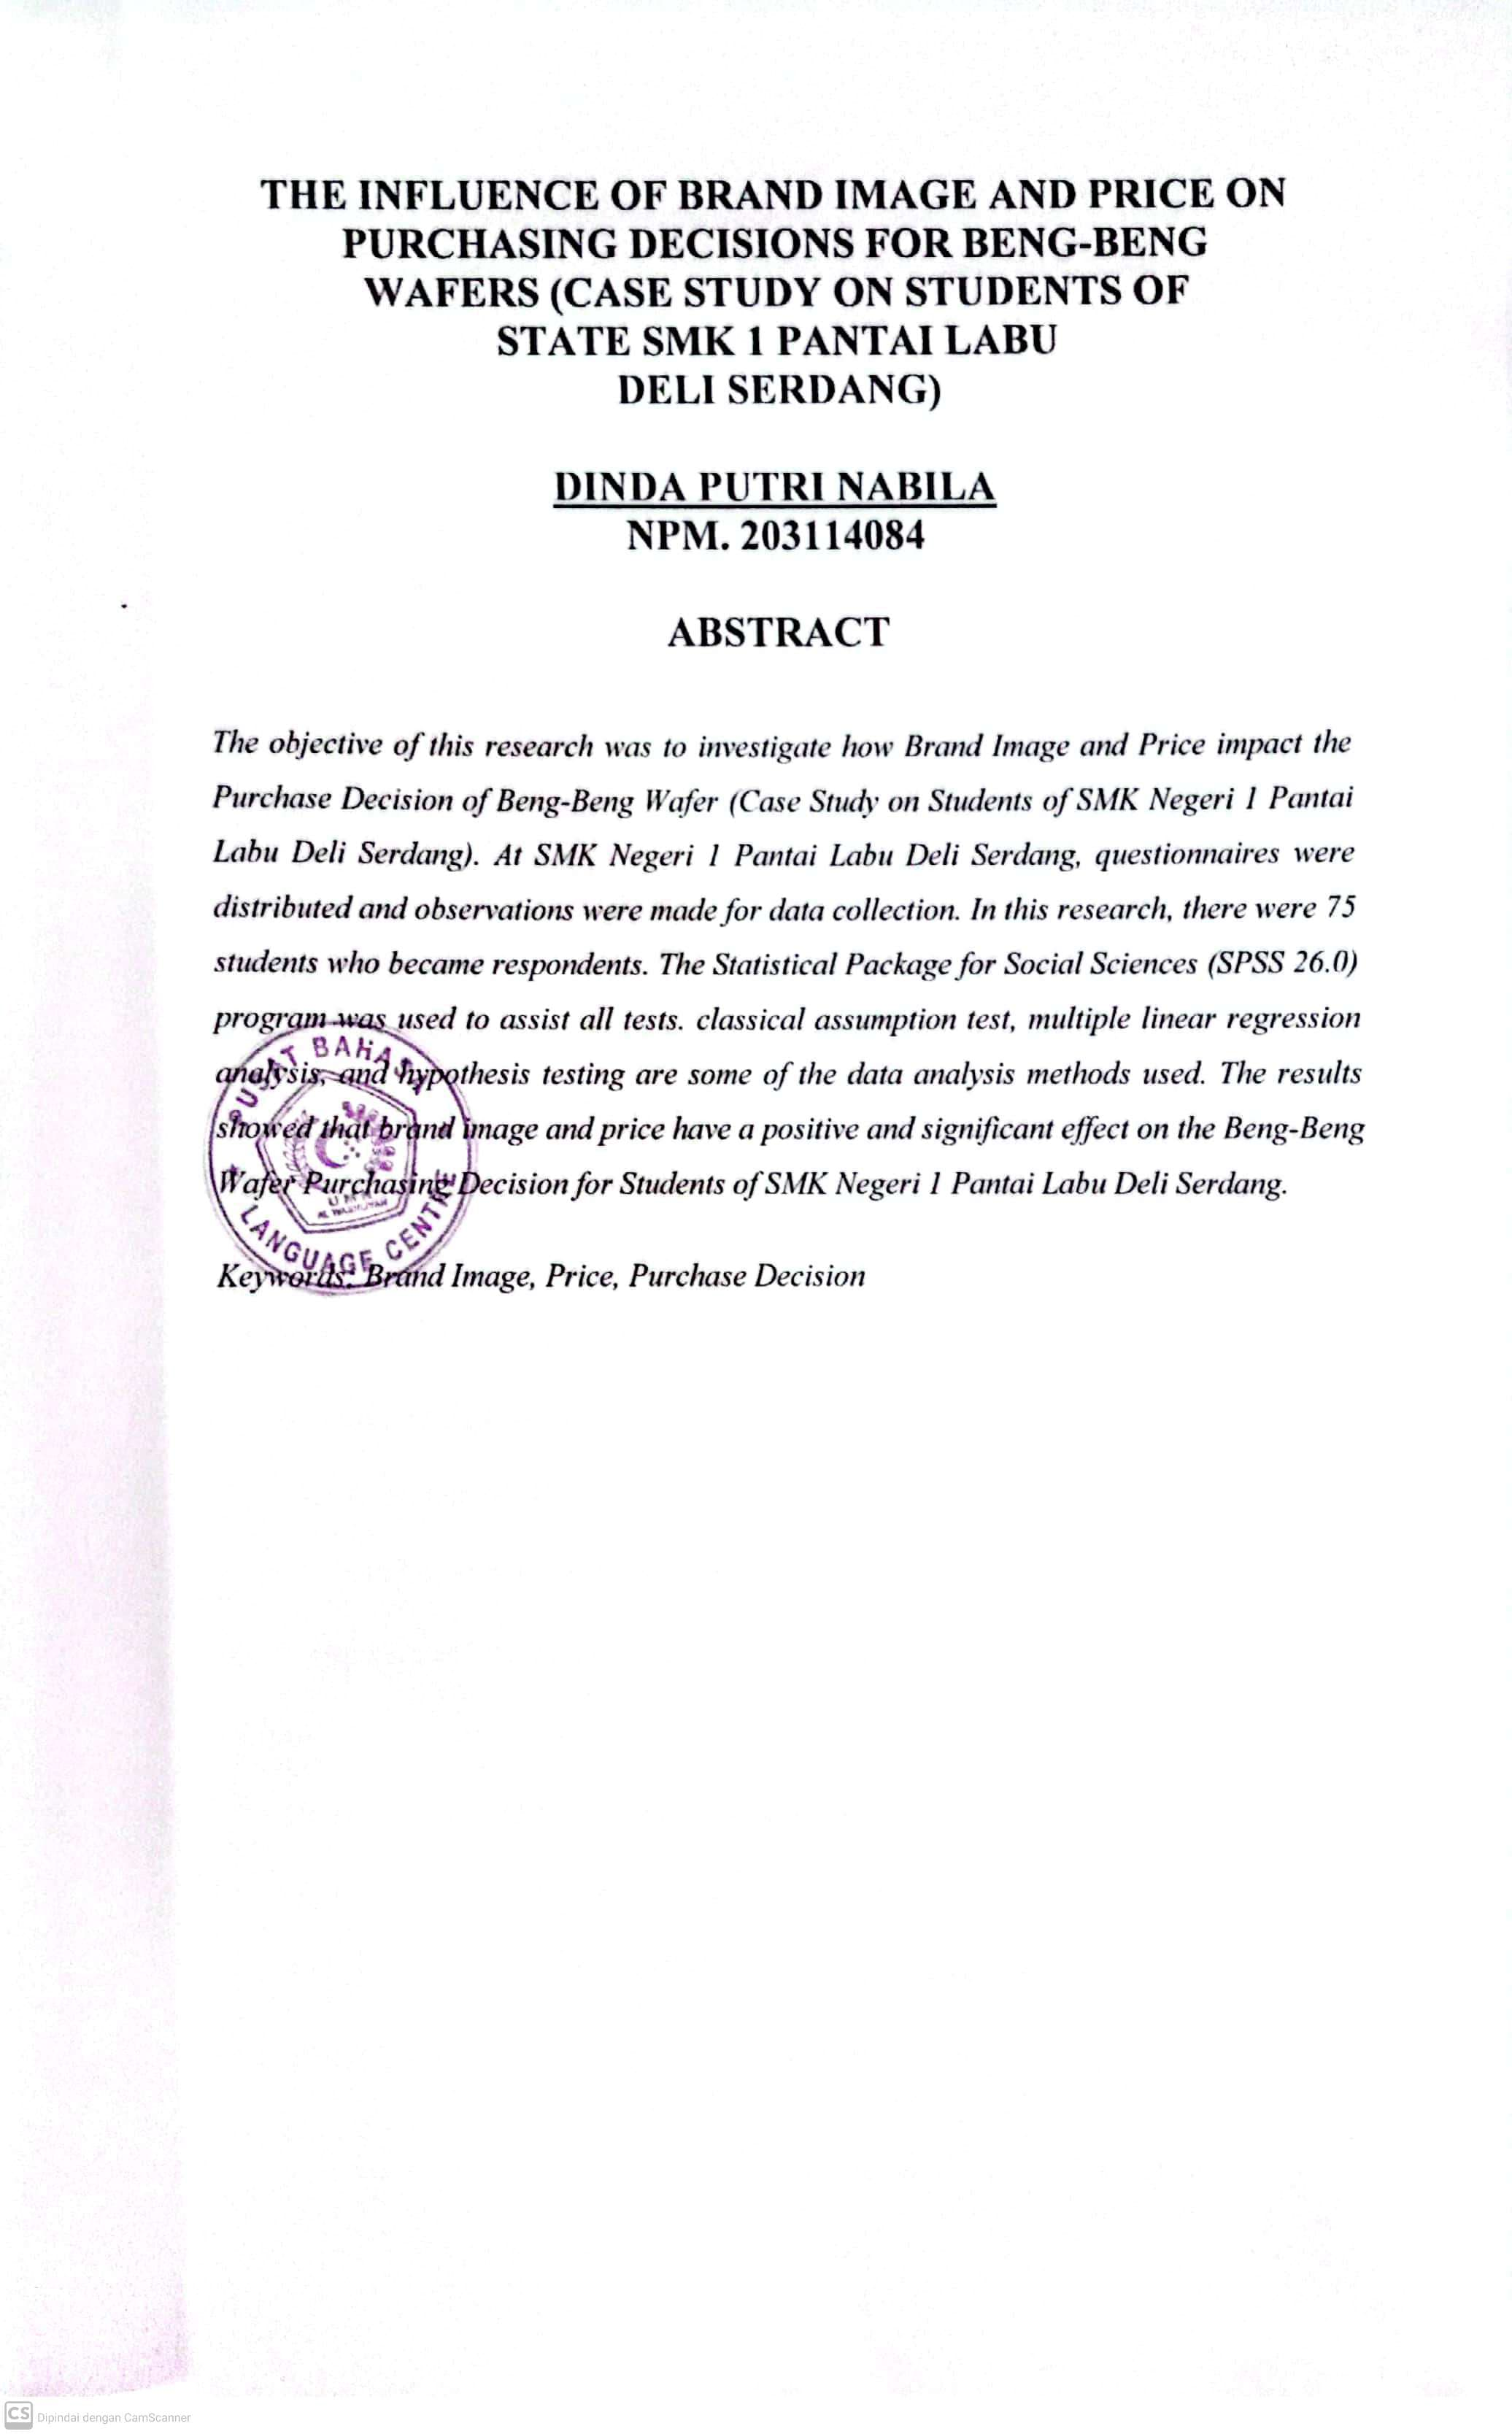 THE INFLUENCE OF BRAND IMAGE AND PRICE ON
PURCHASING DECISIONS FOR BENG-BENG
WAFERS (CASE STUDY ON STUDENTS OF
STATE SMK 1 PANTAI LABU
DELI SERDANG)
DINDA PUTRI NABILA
NPM. 203114084
ABSTRACT
The objective of this research was to investigate how Brand Image and Price impact the
Purchase Decision of Beng-Beng Wafer (Case Study on Students of SMK Negeri 1 Pantai
Labu Deli Serdang). At SMK Negeri 1 Pantai Labu Deli Serdang, questionnaires were
distributed and observations were made for data collection. In this research, there were 75
students who became respondents. The Statistical Package for Social Sciences (SPSS 26.0)
program was used to assist all tests. classical assumption test, multiple linear regression
analysis, and hypothesis testing are some of the data analysis methods used. The results
showed that brand image and price have a positive and significant effect on the Beng-Beng
Wafer Purchasing Decision for Students of SMK Negeri 1 Pantai Labu Deli Serdang.
Keywords: Brand Image, Price, Purchase Decision
PUSAT BAHASA
LANGUAGE CENTRE
CS Dipindai dengan CamScanner